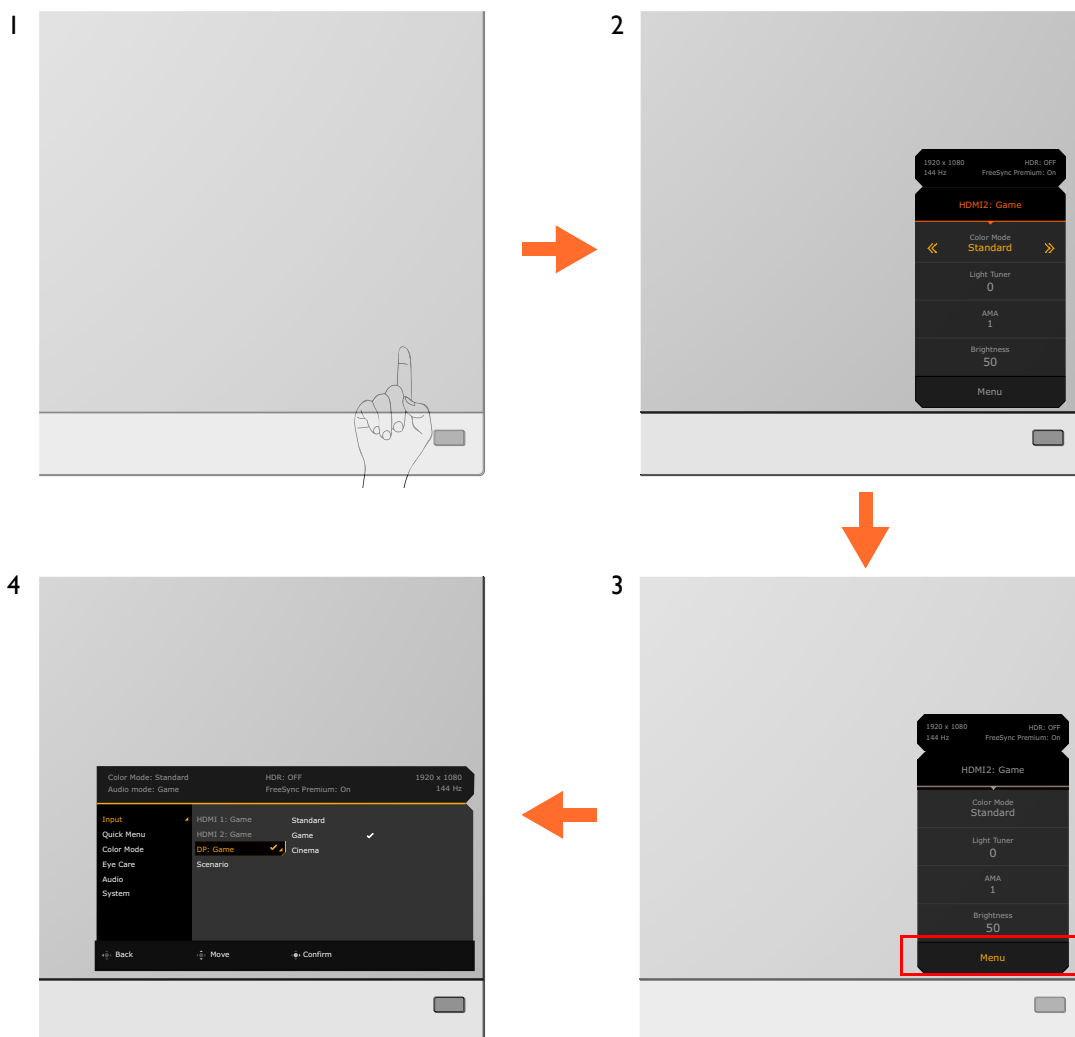 1
2
1920 x 1080 HDR: OFF
144 Hz FreeSync Premium: On
HDMI2: Game
Color Mode
Standard
Light Tuner
0
AMA
1
Brightness
50
Menu
3
1920 x 1080 HDR: OFF
144 Hz FreeSync Premium: On
HDMI2: Game
Color Mode
Standard
Light Tuner
0
AMA
1
Brightness
50
Menu
4
Color Mode: Standard HDR: OFF 1920 x 1080
Audio mode: Game FreeSync Premium: On 144 Hz
Input HDMI 1: Game Standard
Quick Menu HDMI 2: Game Game
Color Mode DP: Game Cinema
Eye Care Scenario
Audio
System
Back Move Confirm